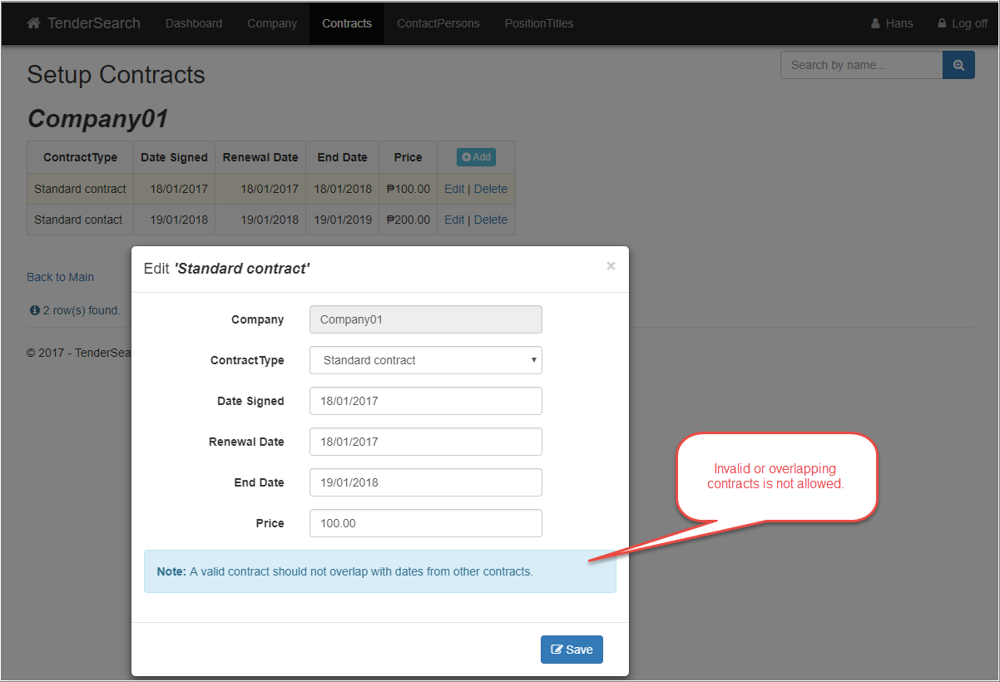 TenderSearch Dashboard Company Contracts ContactPersons PositionTitles Hans Log off
Setup Contracts
Search by name...
Company01
ContractType Date Signed Renewal Date End Date Price Add
Standard contract 18/01/2017 18/01/2017 18/01/2018 ₱100.00 Edit | Delete
Standard contact 19/01/2018 19/01/2018 19/01/2019 ₱200.00 Edit | Delete
Back to Main
2 row(s) found.
© 2017 - TenderSea
Edit 'Standard contract' ×
Company Company01
ContractType Standard contract
Date Signed 18/01/2017
Renewal Date 18/01/2017
End Date 19/01/2018
Price 100.00
Note: A valid contract should not overlap with dates from other contracts.
Save
Invalid or overlapping
contracts is not allowed.